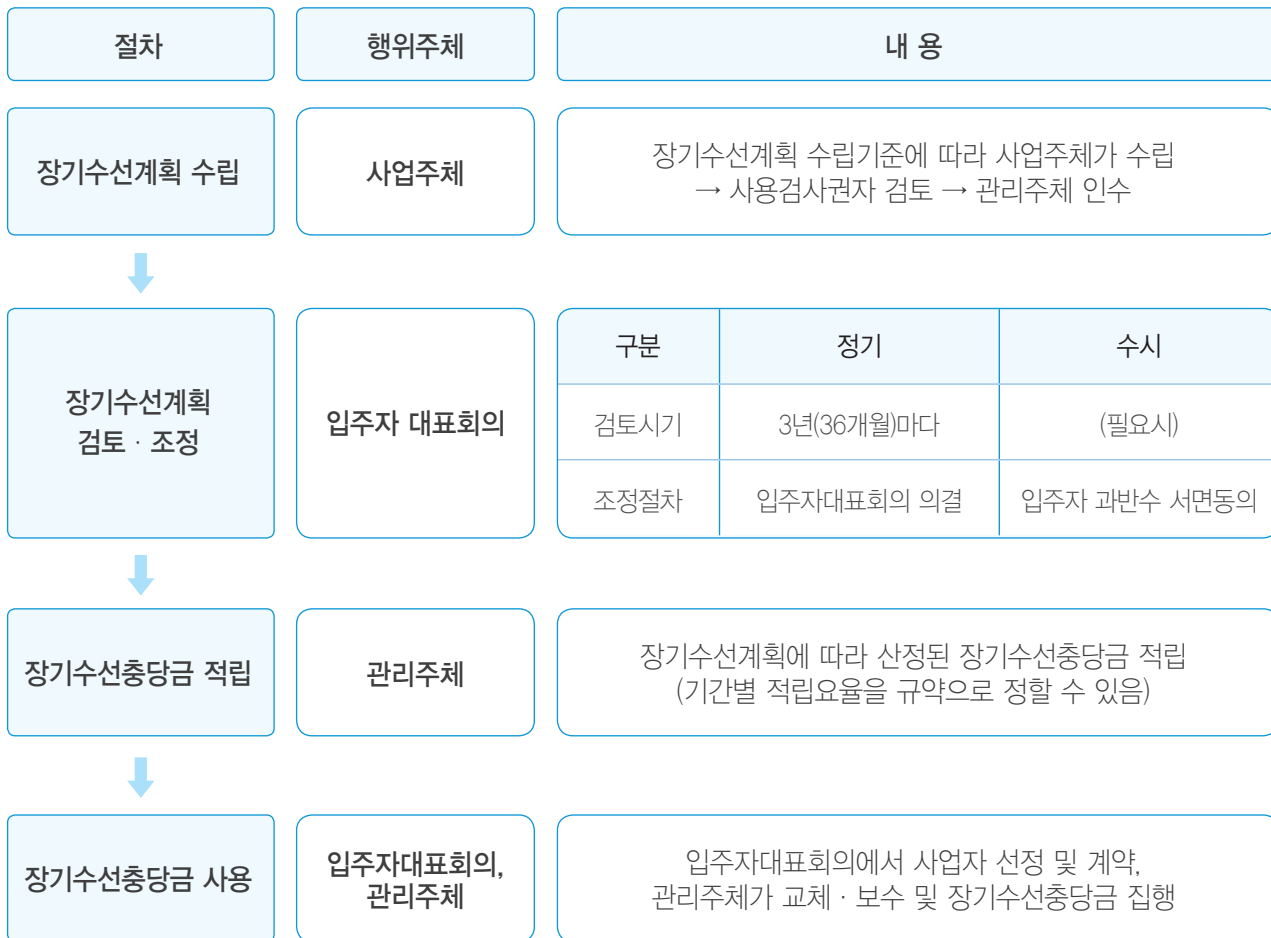 절차 행위주체 내 용
장기수선계획 수립
사업주체
장기수선계획 수립기준에 따라 사업주체가 수립
→ 사용검사권자 검토 → 관리주체 인수
장기수선계획
검토 · 조정
입주자 대표회의
구분 정기 수시
검토시기 3년(36개월)마다 (필요시)
조정절차 입주자대표회의 의결 입주자 과반수 서면동의
장기수선충당금 적립
관리주체
장기수선계획에 따라 산정된 장기수선충당금 적립
(기간별 적립요율을 규약으로 정할 수 있음)
장기수선충당금 사용
입주자대표회의,
관리주체
입주자대표회의에서 사업자 선정 및 계약,
관리주체가 교체 · 보수 및 장기수선충당금 집행